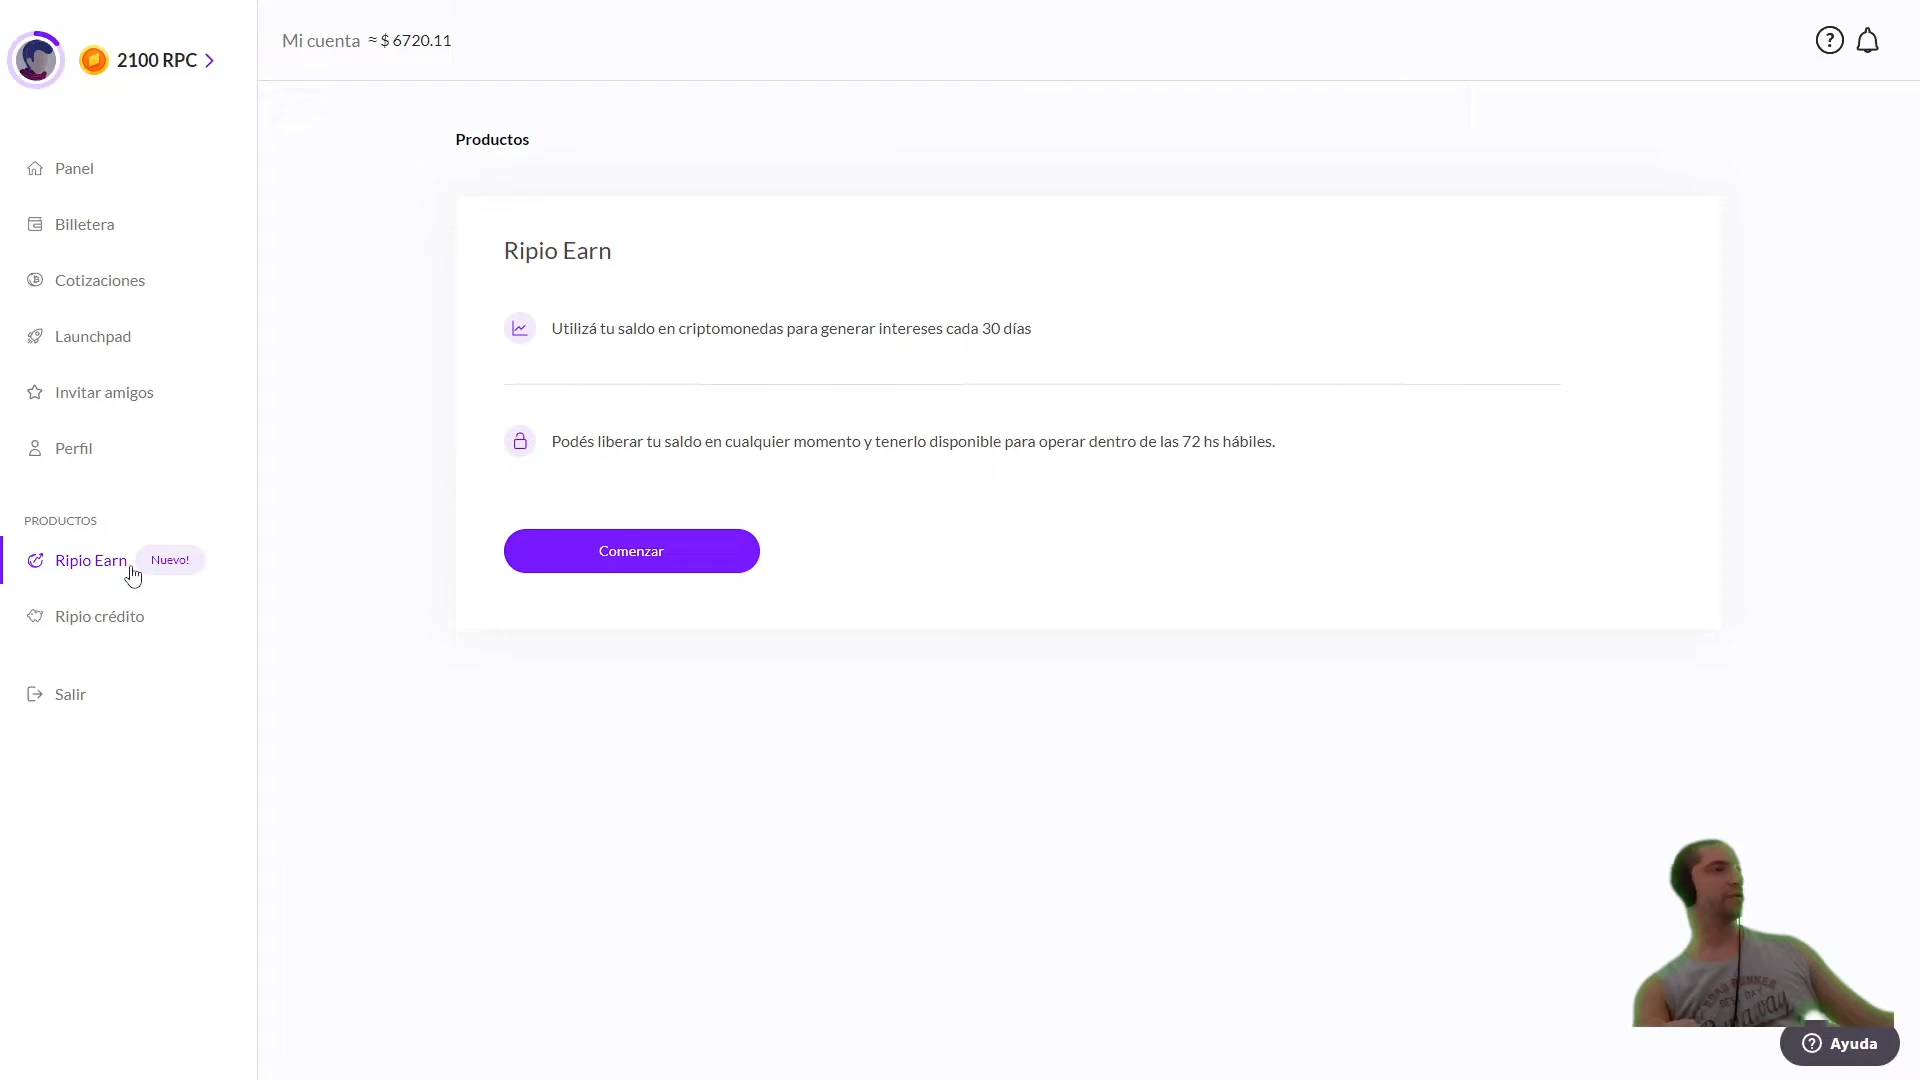 2100 RPC
Mi cuenta ≈ $ 6720.11
Productos
Panel
Billetera
Cotizaciones
Launchpad
Invitar amigos
Perfil
PRODUCTOS
Ripio Earn Nuevo!
Ripio crédito
Salir
Ripio Earn
Utilizá tu saldo en criptomonedas para generar intereses cada 30 días
Podés liberar tu saldo en cualquier momento y tenerlo disponible para operar dentro de las 72 hs hábiles.
Comenzar
Ayuda